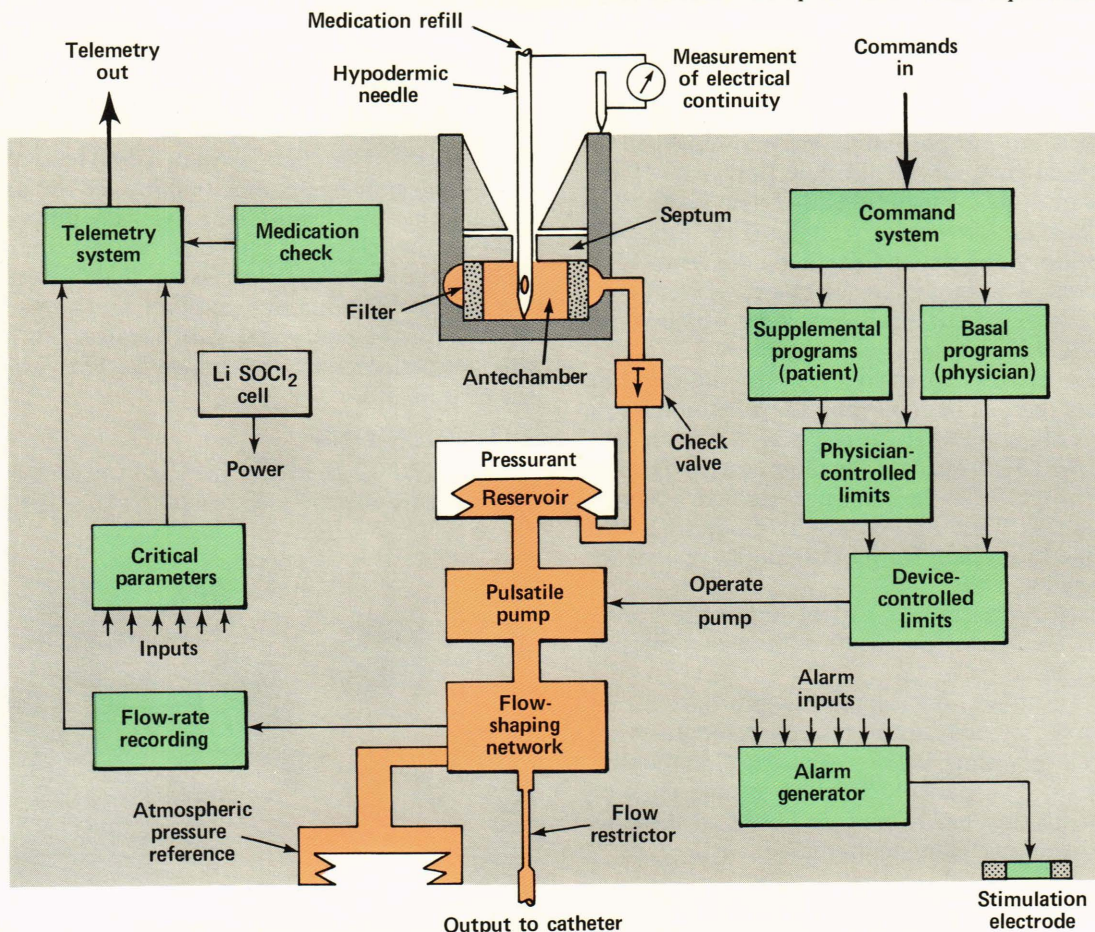 Medication refill
Telemetry
out
Hypodermic
needle
Measurement
of electrical
continuity
Commands
in
Telemetry
system
Medication
check
Septum
Command
system
Filter
Antechamber
Supplemental
programs
(patient)
Basal
programs
(physician)
Li SOCl₂
cell
Power
Check
valve
Pressurant
Reservoir
Physician-
controlled
limits
Critical
parameters
Inputs
Pulsatile
pump
Operate
pump
Device-
controlled
limits
Flow-rate
recording
Flow-
shaping
network
Alarm
inputs
Alarm
generator
Atmospheric
pressure
reference
Flow
restrictor
Output to catheter
Stimulation
electrode